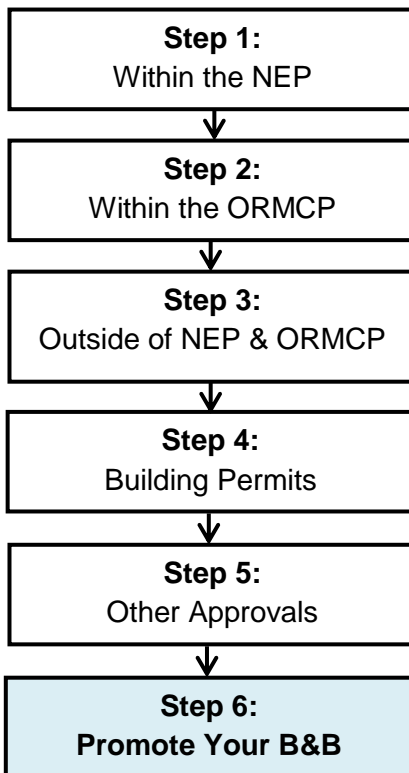 Step 1:
Within the NEP
Step 2:
Within the ORMCP
Step 3:
Outside of NEP & ORMCP
Step 4:
Building Permits
Step 5:
Other Approvals
Step 6:
Promote Your B&B